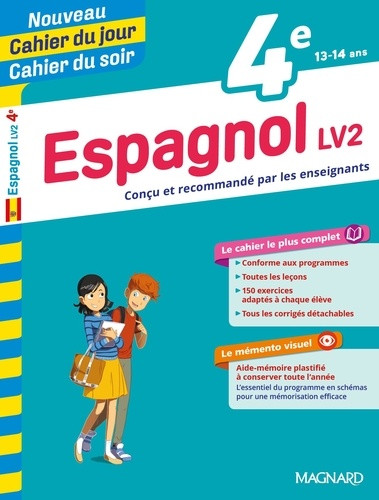 Nouveau
Cahier du jour
Cahier du soir
4e
13-14 ans
Espagnol LV2 4e
Espagnol LV2
Conçu et recommandé par les enseignants
Le cahier le plus complet
Conforme aux programmes
Toutes les leçons
150 exercices
adaptés à chaque élève
Tous les corrigés détachables
Le mémento visuel
Aide-mémoire plastifié
à conserver toute l'année
L'essentiel du programme en schémas
pour une mémorisation efficace
MAGNARD